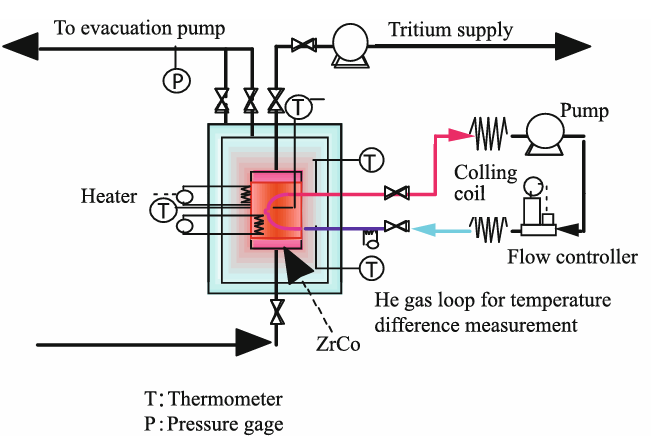 To evacuation pump
Tritium supply
P
T
Pump
T
Colling
coil
Heater
T
Flow controller
T
He gas loop for temperature
difference measurement
ZrCo
T: Thermometer
P: Pressure gage